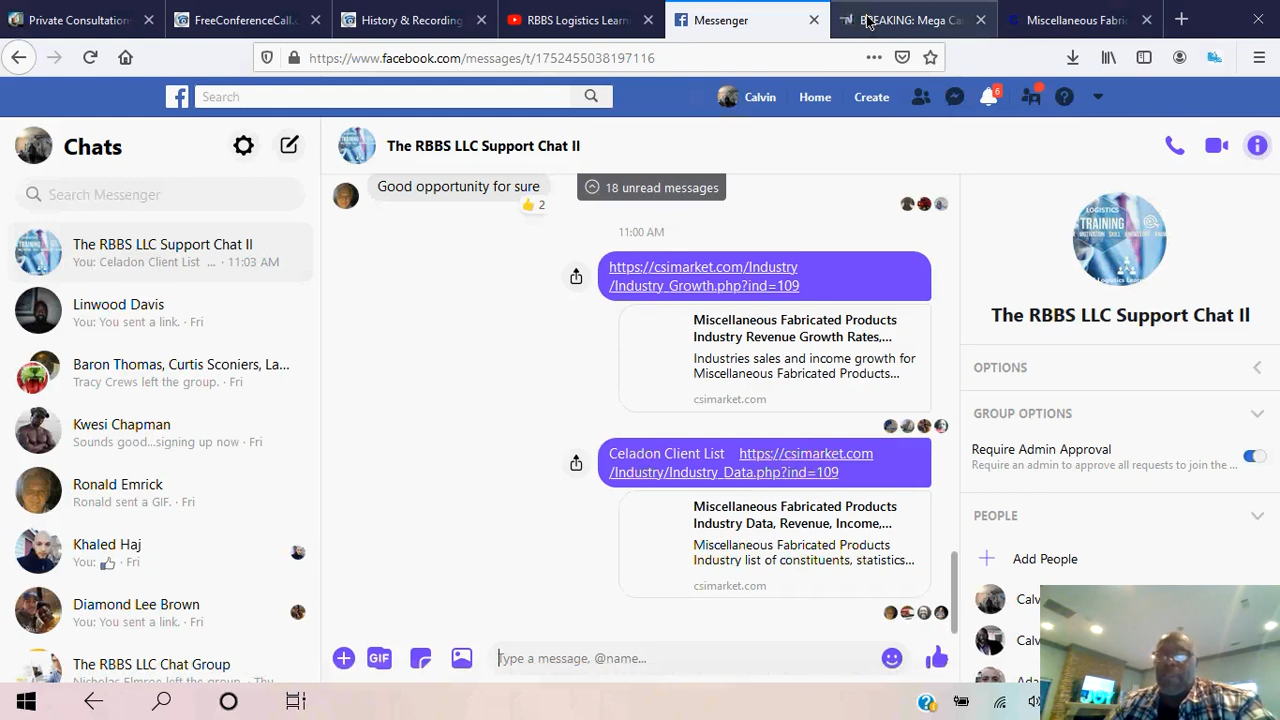 Private Consultation
FreeConferenceCall.c
History & Recording
RBBS Logistics Learn
Messenger
BREAKING: Mega Ca
Miscellaneous Fabric
https://www.facebook.com/messages/t/1752455038197116
Search
Calvin
Home
Create
6
Chats
Search Messenger
The RBBS LLC Support Chat II
You: Celadon Client List ... · 11:03 AM
Linwood Davis
You: You sent a link. · Fri
Baron Thomas, Curtis Sconiers, La...
Tracy Crews left the group. · Fri
Kwesi Chapman
Sounds good...signing up now · Fri
Ronald Emrick
Ronald sent a GIF. · Fri
Khaled Haj
You: 👍 · Fri
Diamond Lee Brown
You: You sent a link. · Fri
The RBBS LLC Chat Group
The RBBS LLC Support Chat II
Good opportunity for sure
👍 2
18 unread messages
11:00 AM
https://csimarket.com/Industry
/Industry_Growth.php?ind=109
Miscellaneous Fabricated Products
Industry Revenue Growth Rates,...
Industries sales and income growth for
Miscellaneous Fabricated Products...
csimarket.com
Celadon Client List https://csimarket.com
/Industry/Industry_Data.php?ind=109
Miscellaneous Fabricated Products
Industry Data, Revenue, Income,...
Miscellaneous Fabricated Products
Industry list of constituents, statistics...
csimarket.com
GIF
Type a message, @name...
LOGISTICS
TRAINING
The RBBS LLC Support Chat II
OPTIONS
GROUP OPTIONS
Require Admin Approval
Require an admin to approve all requests to join the ...
PEOPLE
Add People
Calv
Calv
Ada
JOY